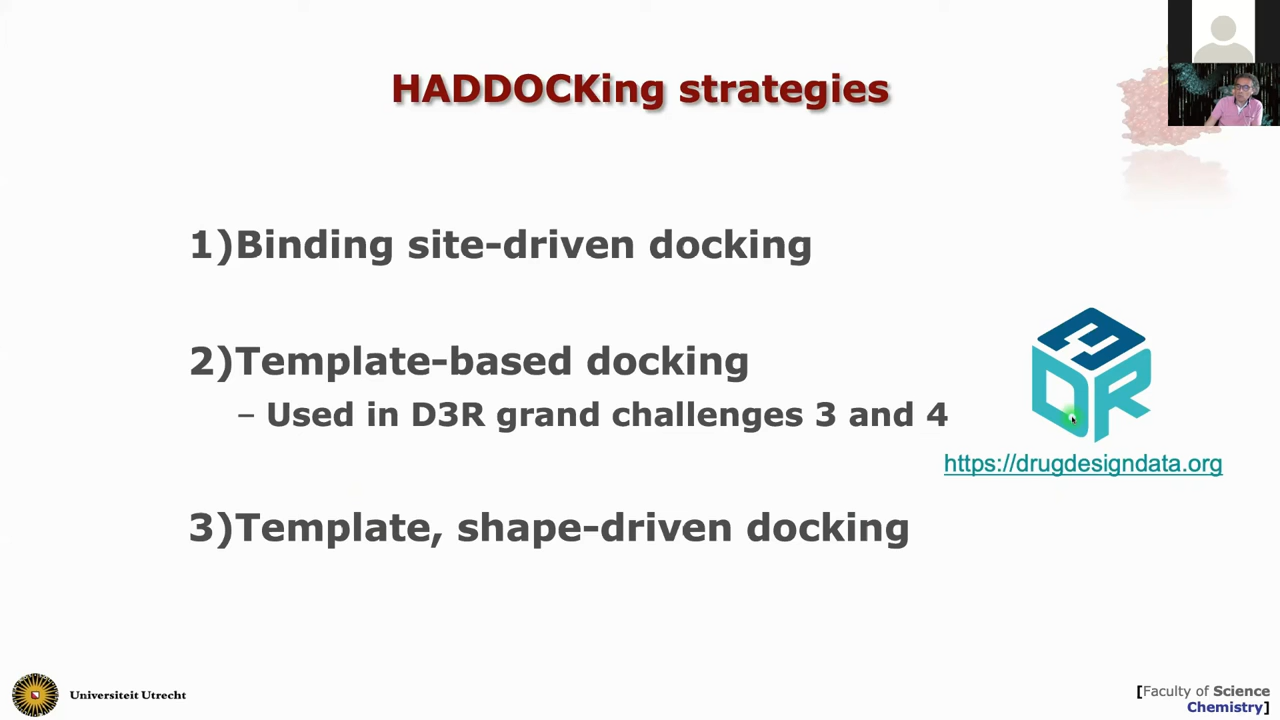 HADDOCKing strategies
1)Binding site-driven docking
2)Template-based docking
– Used in D3R grand challenges 3 and 4
D3R
https://drugdesigndata.org
3)Template, shape-driven docking
Universiteit Utrecht
[Faculty of Science
Chemistry]